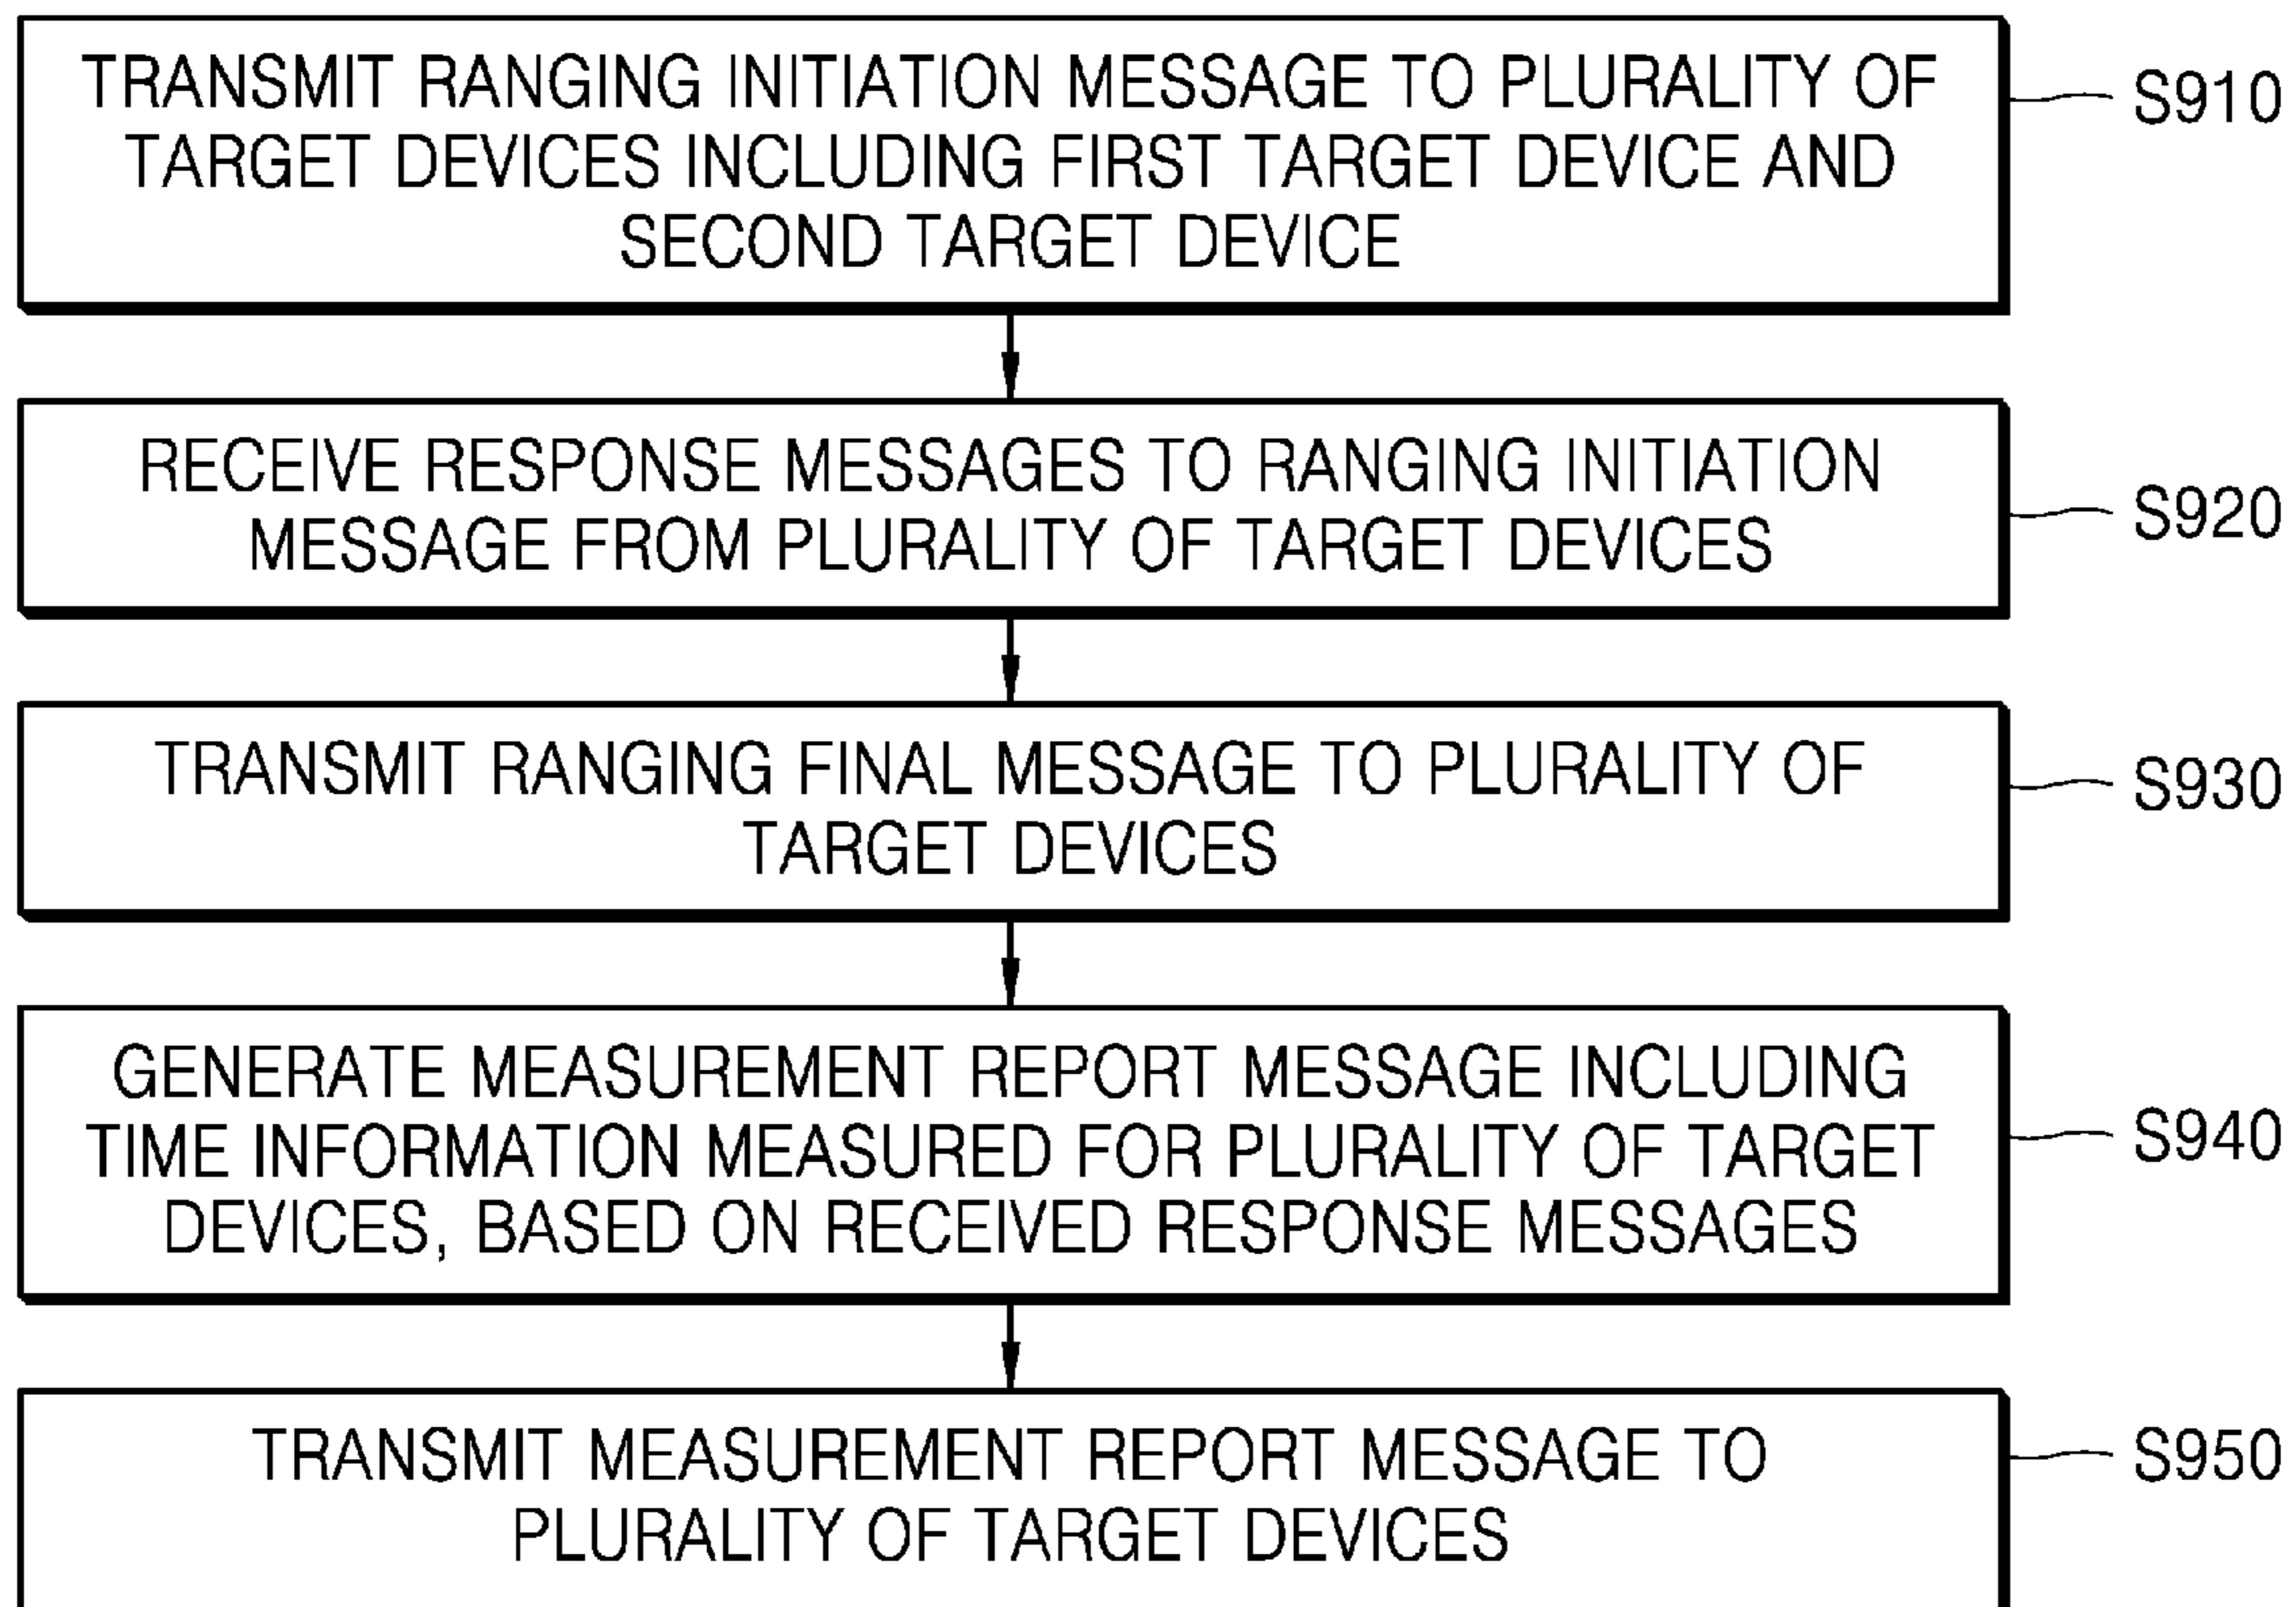 TRANSMIT RANGING INITIATION MESSAGE TO PLURALITY OF
TARGET DEVICES INCLUDING FIRST TARGET DEVICE AND
SECOND TARGET DEVICE
S910
RECEIVE RESPONSE MESSAGES TO RANGING INITIATION
MESSAGE FROM PLURALITY OF TARGET DEVICES
S920
TRANSMIT RANGING FINAL MESSAGE TO PLURALITY OF
TARGET DEVICES
S930
GENERATE MEASUREMENT REPORT MESSAGE INCLUDING
TIME INFORMATION MEASURED FOR PLURALITY OF TARGET
DEVICES, BASED ON RECEIVED RESPONSE MESSAGES
S940
TRANSMIT MEASUREMENT REPORT MESSAGE TO
PLURALITY OF TARGET DEVICES
S950